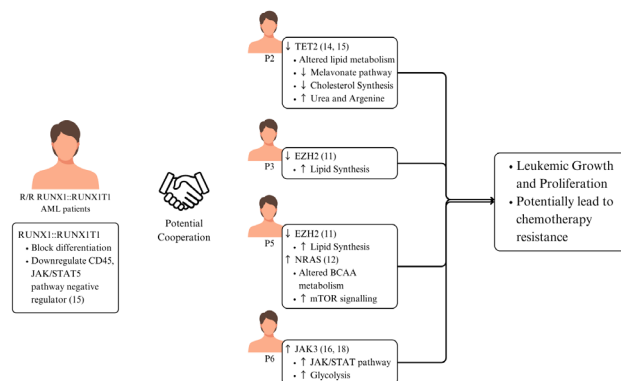 R/R RUNX1::RUNX1T1
AML patients
RUNX1::RUNX1T1
• Block differentiation
• Downregulate CD45,
JAK/STAT5
pathway negative
regulator (15)
Potential
Cooperation
P2
↓ TET2 (14, 15)
• Altered lipid metabolism
• ↓ Melavonate pathway
• ↓ Cholesterol Synthesis
• ↑ Urea and Argenine
P3
↓ EZH2 (11)
• ↑ Lipid Synthesis
P5
↓ EZH2 (11)
• ↑ Lipid Synthesis
↑ NRAS (12)
• Altered BCAA
metabolism
• ↑ mTOR signalling
P6
↑ JAK3 (16, 18)
• ↑ JAK/STAT pathway
• ↑ Glycolysis
• Leukemic Growth
and Proliferation
• Potentially lead to
chemotherapy
resistance